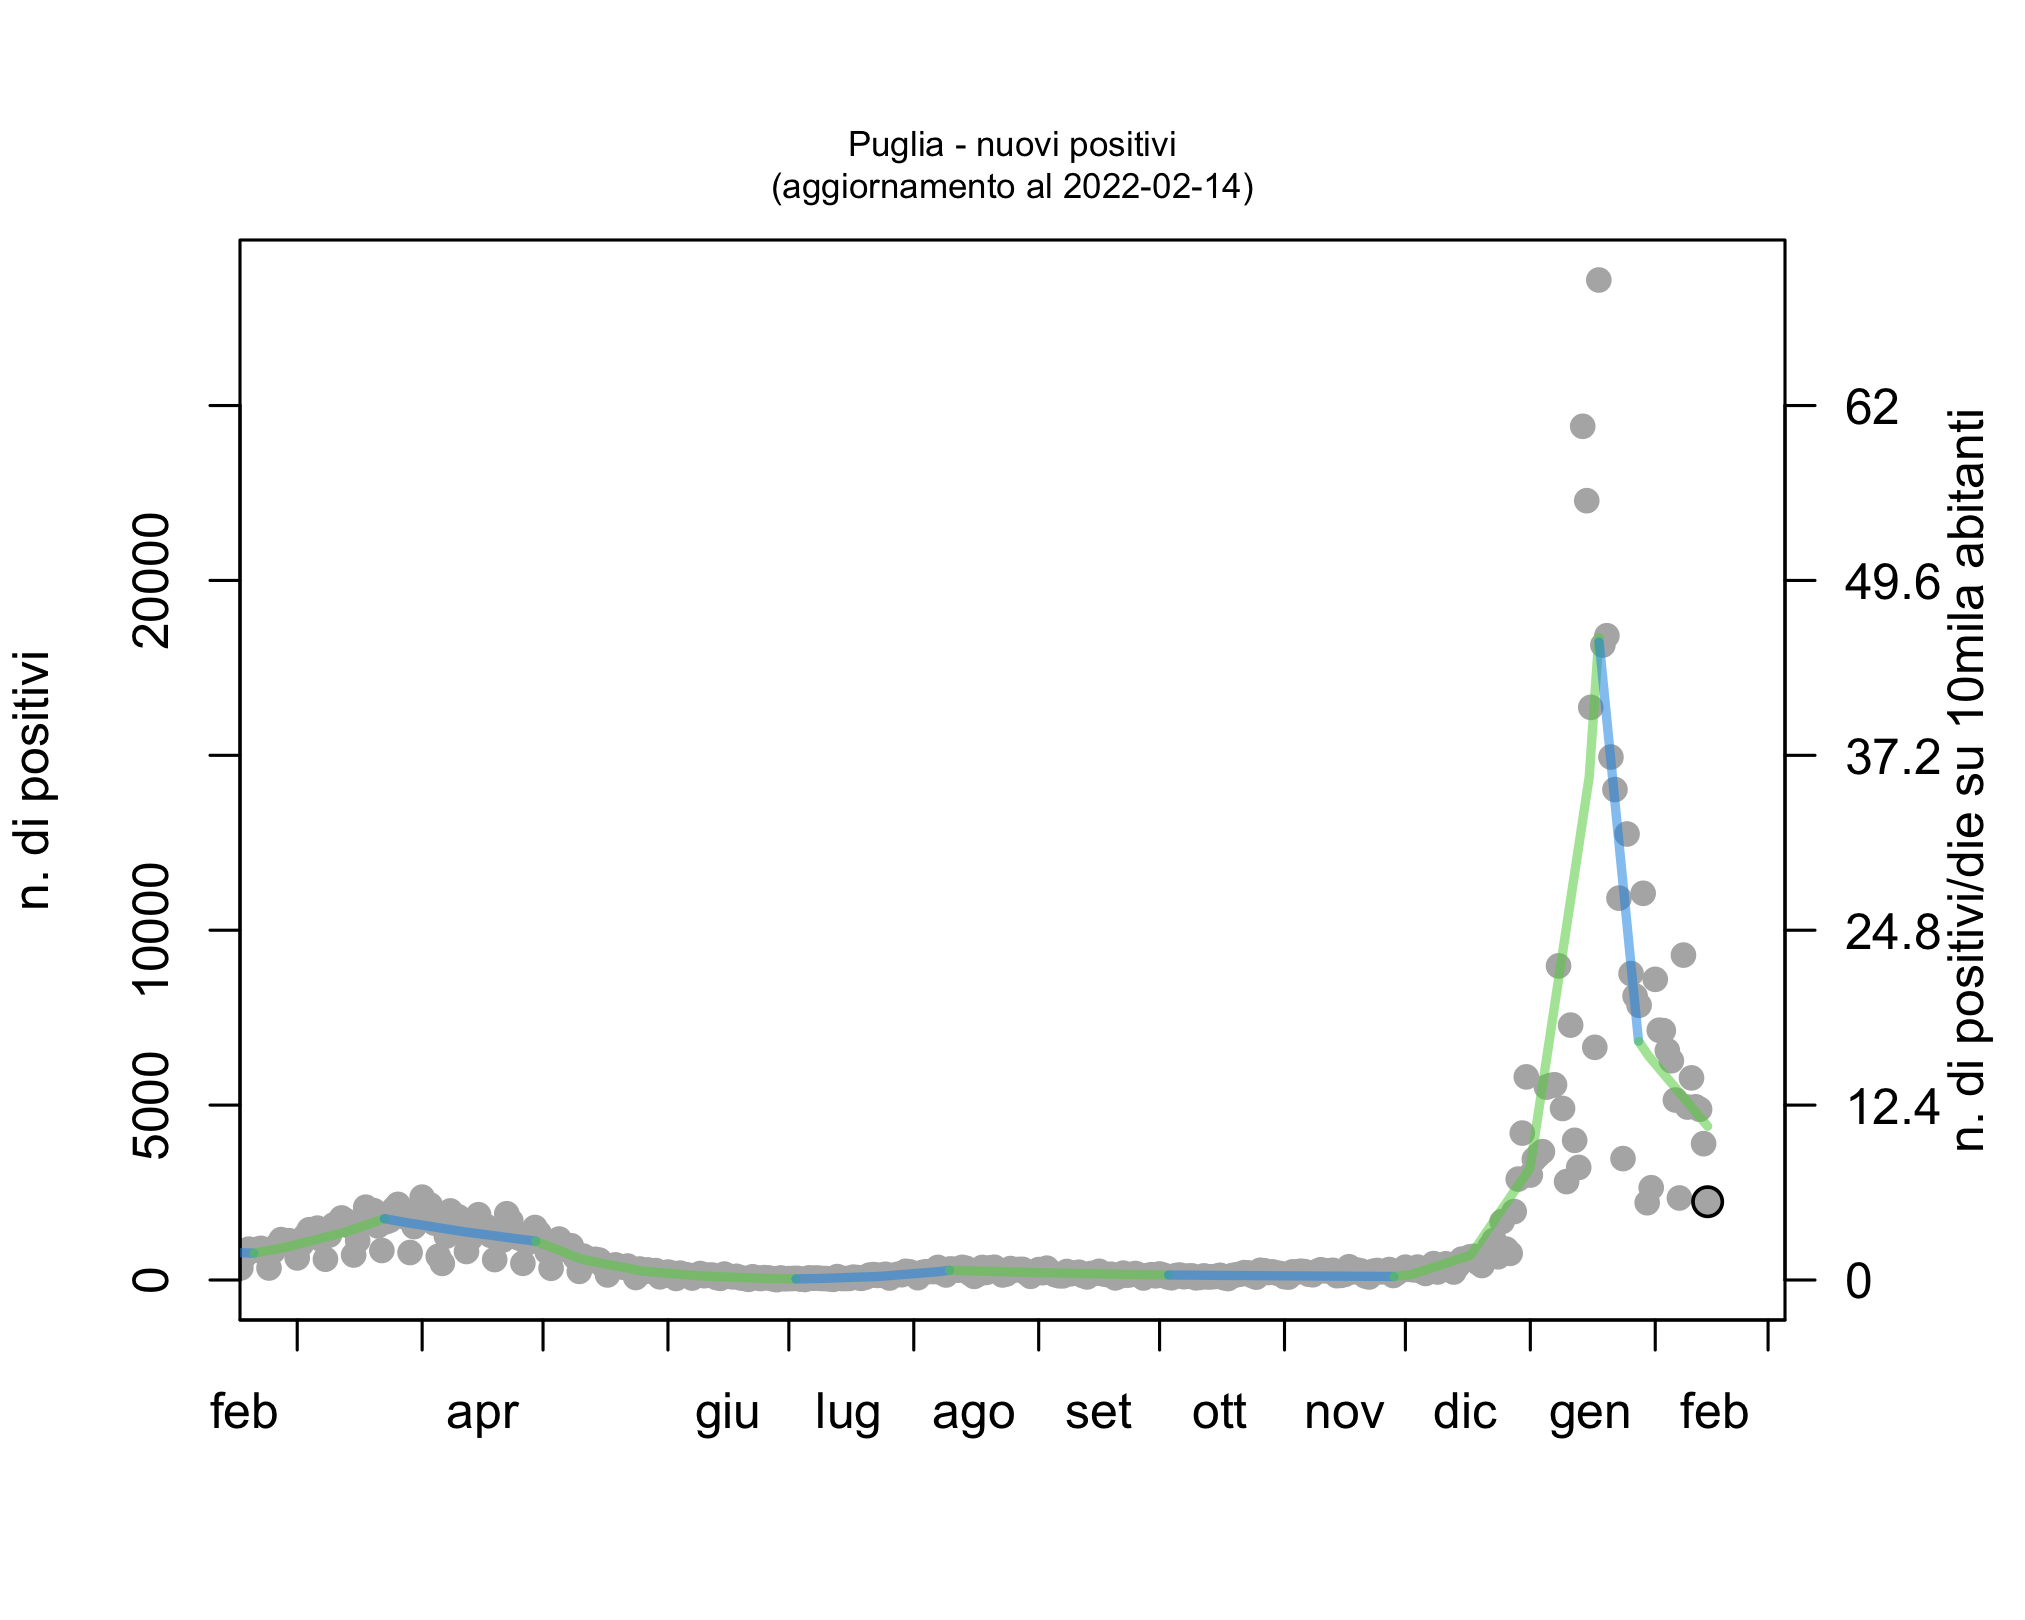 Puglia - nuovi positivi
(aggiornamento al 2022-02-14)
n. di positivi
20000
10000
5000
0
62
49.6
37.2
24.8
12.4
0
n. di positivi/die su 10mila abitanti
feb apr giu lug ago set ott nov dic gen feb